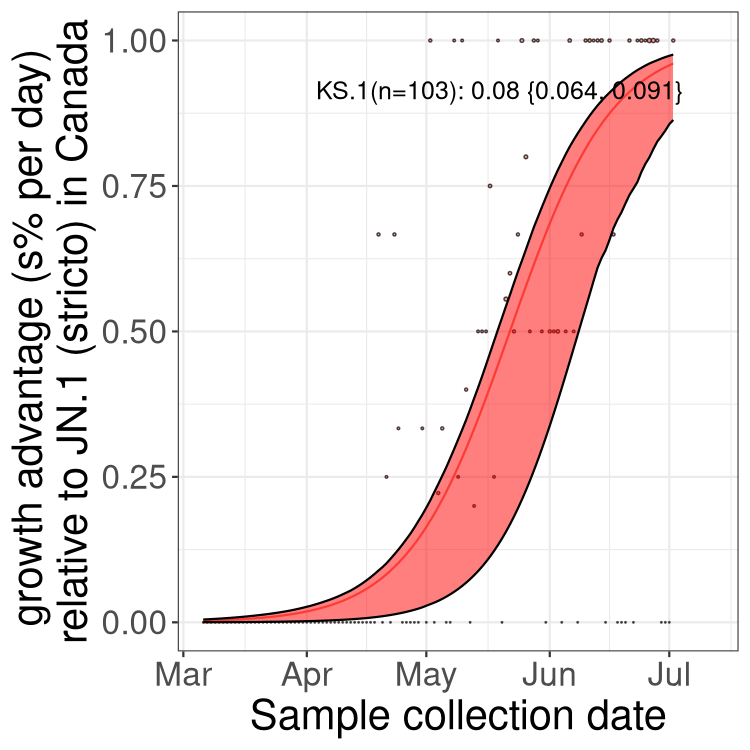 growth advantage (s% per day)
relative to JN.1 (stricto) in Canada
1.00
0.75
0.50
0.25
0.00
KS.1(n=103): 0.08 {0.064, 0.091}
Mar Apr May Jun Jul
Sample collection date